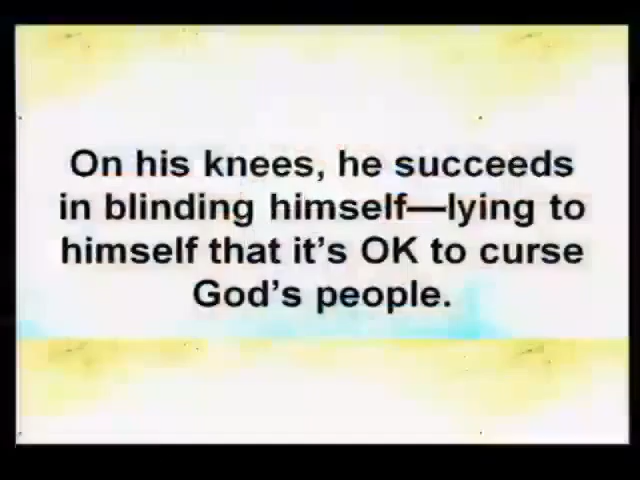 On his knees, he succeeds
in blinding himself—lying to
himself that it's OK to curse
God's people.